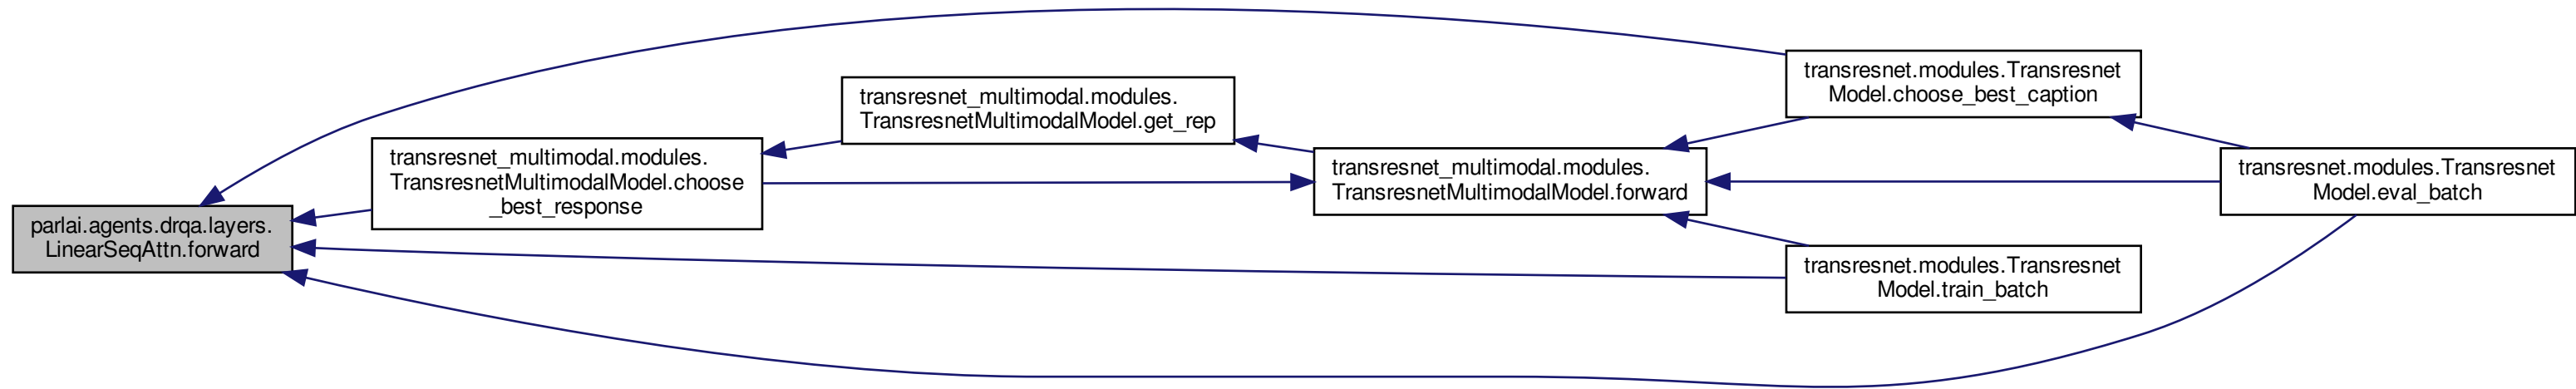 parlai.agents.drqa.layers.
LinearSeqAttn.forward
transresnet_multimodal.modules.
TransresnetMultimodalModel.choose
_best_response
transresnet_multimodal.modules.
TransresnetMultimodalModel.get_rep
transresnet_multimodal.modules.
TransresnetMultimodalModel.forward
transresnet.modules.Transresnet
Model.choose_best_caption
transresnet.modules.Transresnet
Model.eval_batch
transresnet.modules.Transresnet
Model.train_batch